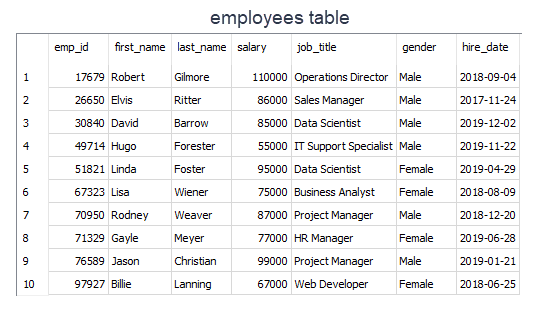 employees table
emp_id first_name last_name salary job_title gender hire_date
1 17679 Robert Gilmore 110000 Operations Director Male 2018-09-04
2 26650 Elvis Ritter 86000 Sales Manager Male 2017-11-24
3 30840 David Barrow 85000 Data Scientist Male 2019-12-02
4 49714 Hugo Forester 55000 IT Support Specialist Male 2019-11-22
5 51821 Linda Foster 95000 Data Scientist Female 2019-04-29
6 67323 Lisa Wiener 75000 Business Analyst Female 2018-08-09
7 70950 Rodney Weaver 87000 Project Manager Male 2018-12-20
8 71329 Gayle Meyer 77000 HR Manager Female 2019-06-28
9 76589 Jason Christian 99000 Project Manager Male 2019-01-21
10 97927 Billie Lanning 67000 Web Developer Female 2018-06-25